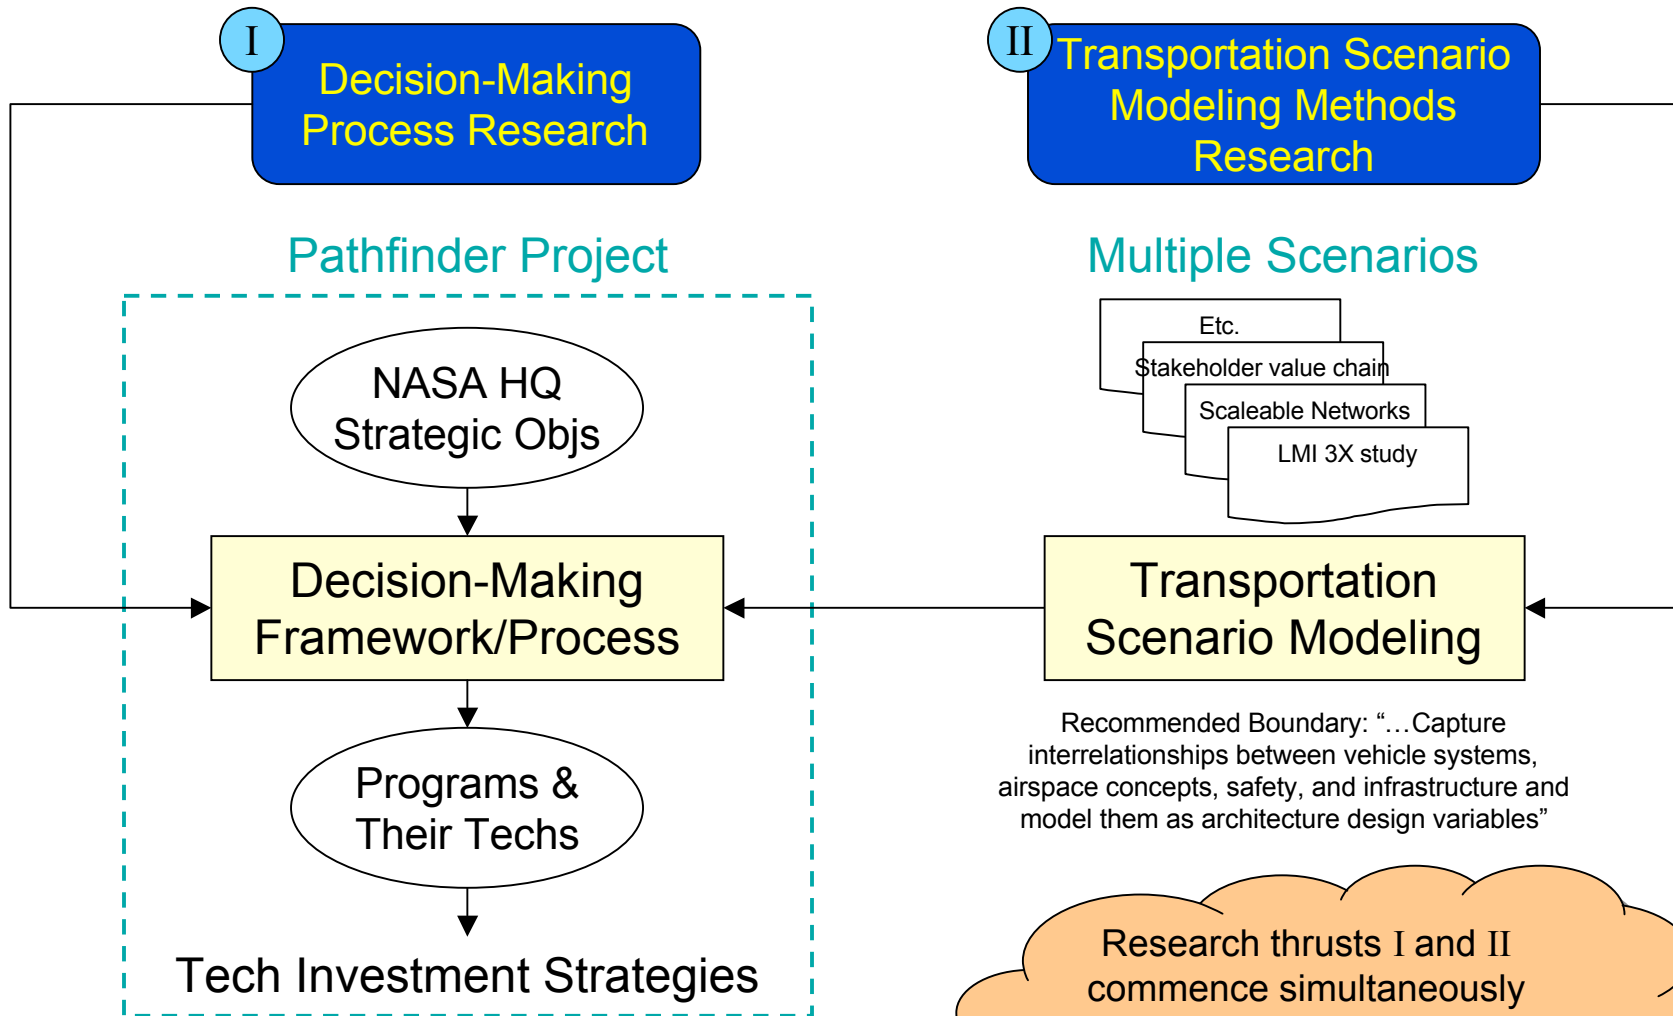 I
Decision-Making
Process Research
II
Transportation Scenario
Modeling Methods
Research
Pathfinder Project
Multiple Scenarios
NASA HQ
Strategic Objs
Etc.
Stakeholder value chain
Scaleable Networks
LMI 3X study
Decision-Making
Framework/Process
Transportation
Scenario Modeling
Programs &
Their Techs
Recommended Boundary: “…Capture
interrelationships between vehicle systems,
airspace concepts, safety, and infrastructure and
model them as architecture design variables”
Tech Investment Strategies
Research thrusts I and II
commence simultaneously